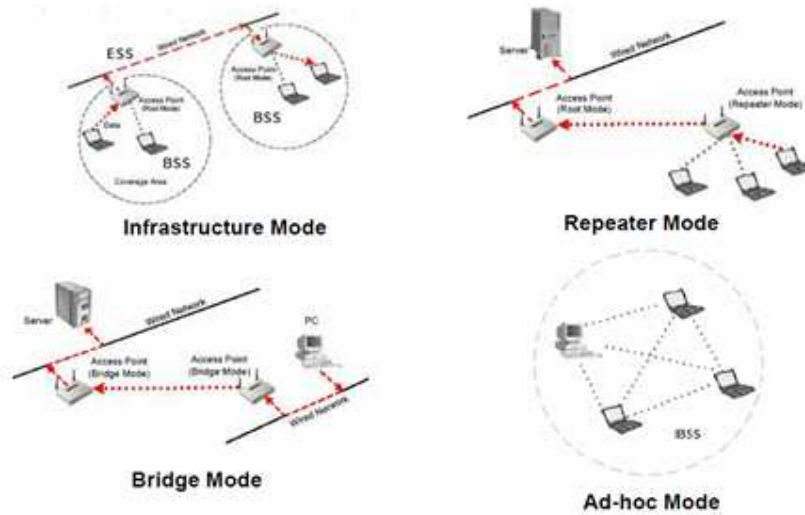 ESS
Wired Network
Access Point
(Root Mode)
BSS
Access Point
(Root Mode)
Data
BSS
Coverage Area
Infrastructure Mode
Server
Wired Network
Access Point
(Root Mode)
Access Point
(Repeater Mode)
Repeater Mode
Server
Wired Network
PC
Access Point
(Bridge Mode)
Access Point
(Bridge Mode)
Wired Network
Bridge Mode
IBSS
Ad-hoc Mode